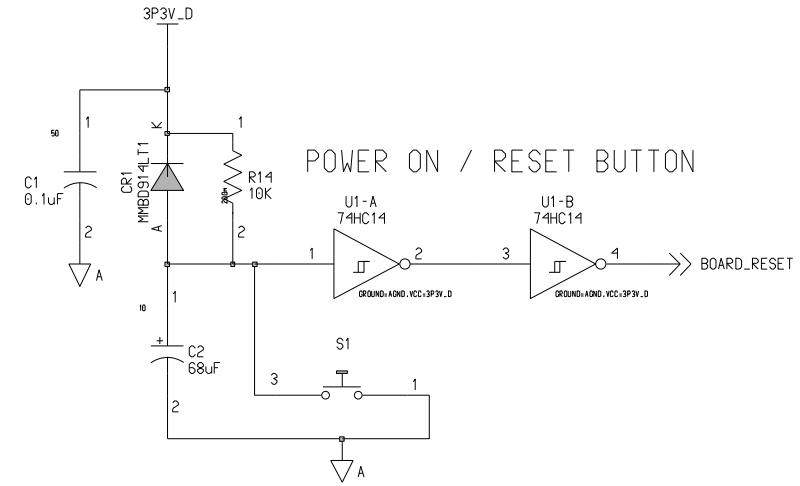 3P3V_D
50
1
K
1
CR1
MMBD914LT1
C1
0.1uF
200M
R14
10K
POWER ON / RESET BUTTON
U1-A
74HC14
U1-B
74HC14
2
A
2
1
2
3
4
BOARD_RESET
A
GROUND=AGND,VCC=3P3V_D
GROUND=AGND,VCC=3P3V_D
10
1
+
C2
68uF
S1
3
1
2
A